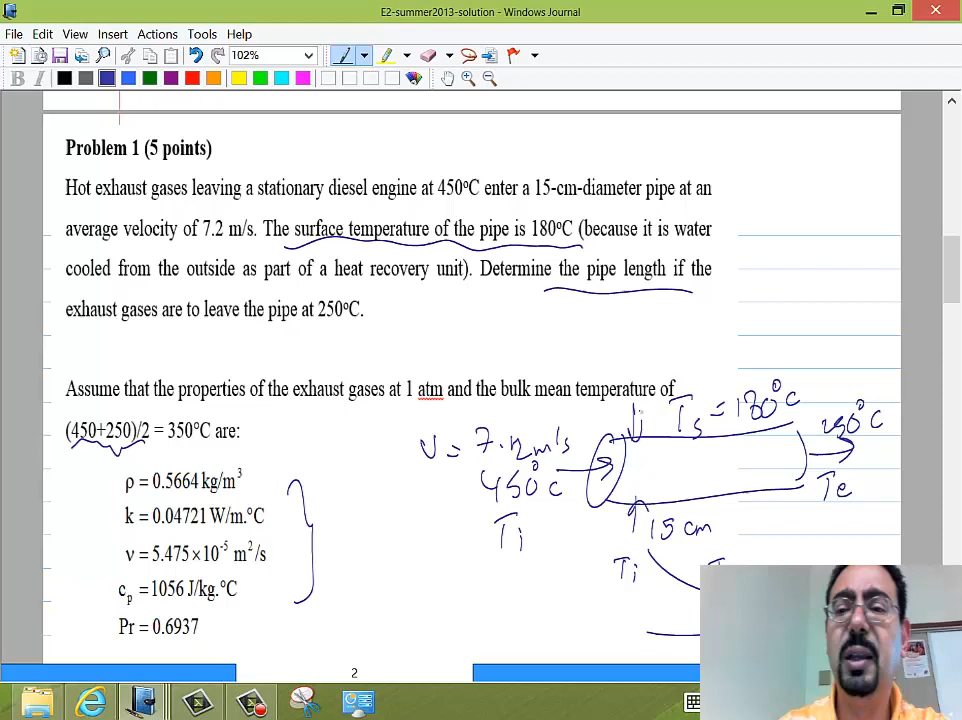 E2-summer2013-solution - Windows Journal
File Edit View Insert Actions Tools Help
102%
B I
Problem 1 (5 points)
Hot exhaust gases leaving a stationary diesel engine at 450°C enter a 15-cm-diameter pipe at an
average velocity of 7.2 m/s. The surface temperature of the pipe is 180°C (because it is water
cooled from the outside as part of a heat recovery unit). Determine the pipe length if the
exhaust gases are to leave the pipe at 250°C.
Assume that the properties of the exhaust gases at 1 atm and the bulk mean temperature of
(450+250)/2 = 350°C are:
ρ = 0.5664 kg/m³
k = 0.04721 W/m.°C
ν = 5.475×10⁻⁵ m²/s
cₚ = 1056 J/kg.°C
Pr = 0.6937
Ts = 180°C
250°C
V = 7.2 m/s
450°C
Te
Ti
15 cm
Ti
2